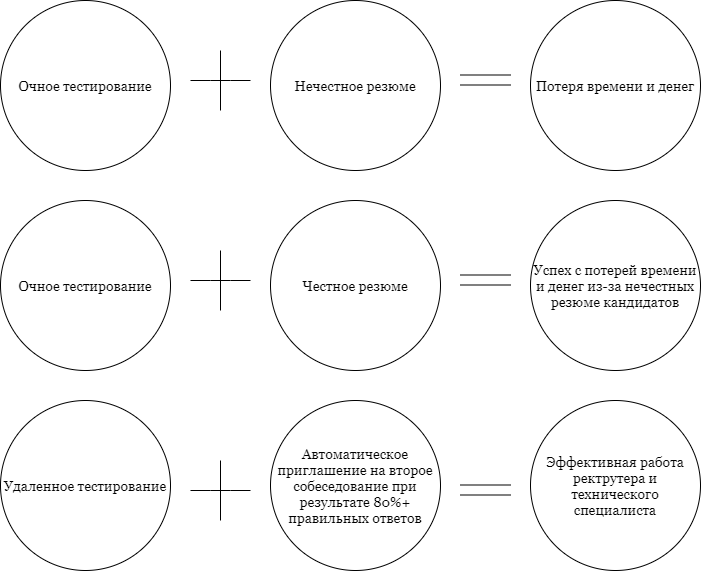 Очное тестирование
Нечестное резюме
Потеря времени и денег
Очное тестирование
Честное резюме
Успех с потерей времени
и денег из-за нечестных
резюме кандидатов
Удаленное тестирование
Автоматическое
приглашение на второе
собеседование при
результате 80%+
правильных ответов
Эффективная работа
ректрутера и
технического
специалиста